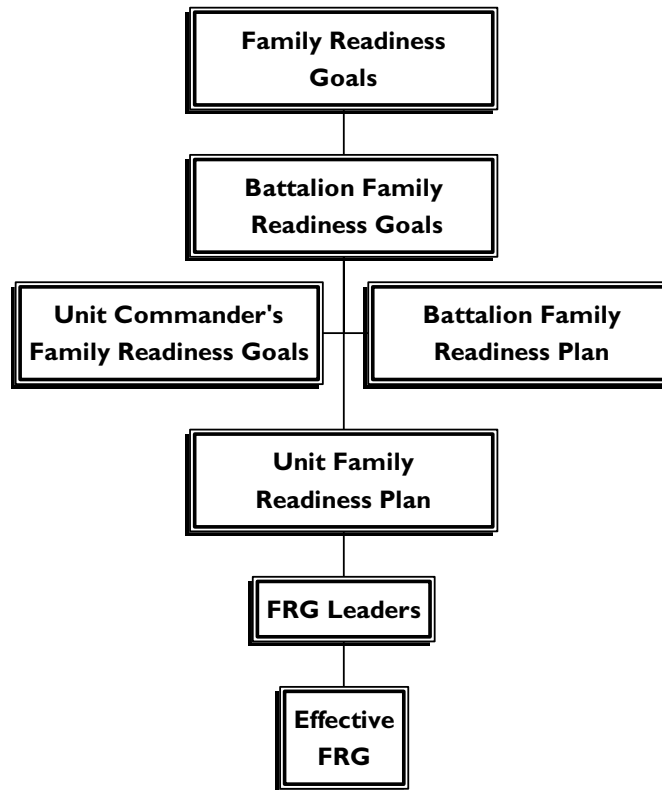 Family Readiness
Goals
Battalion Family
Readiness Goals
Unit Commander's
Family Readiness Goals
Battalion Family
Readiness Plan
Unit Family
Readiness Plan
FRG Leaders
Effective
FRG